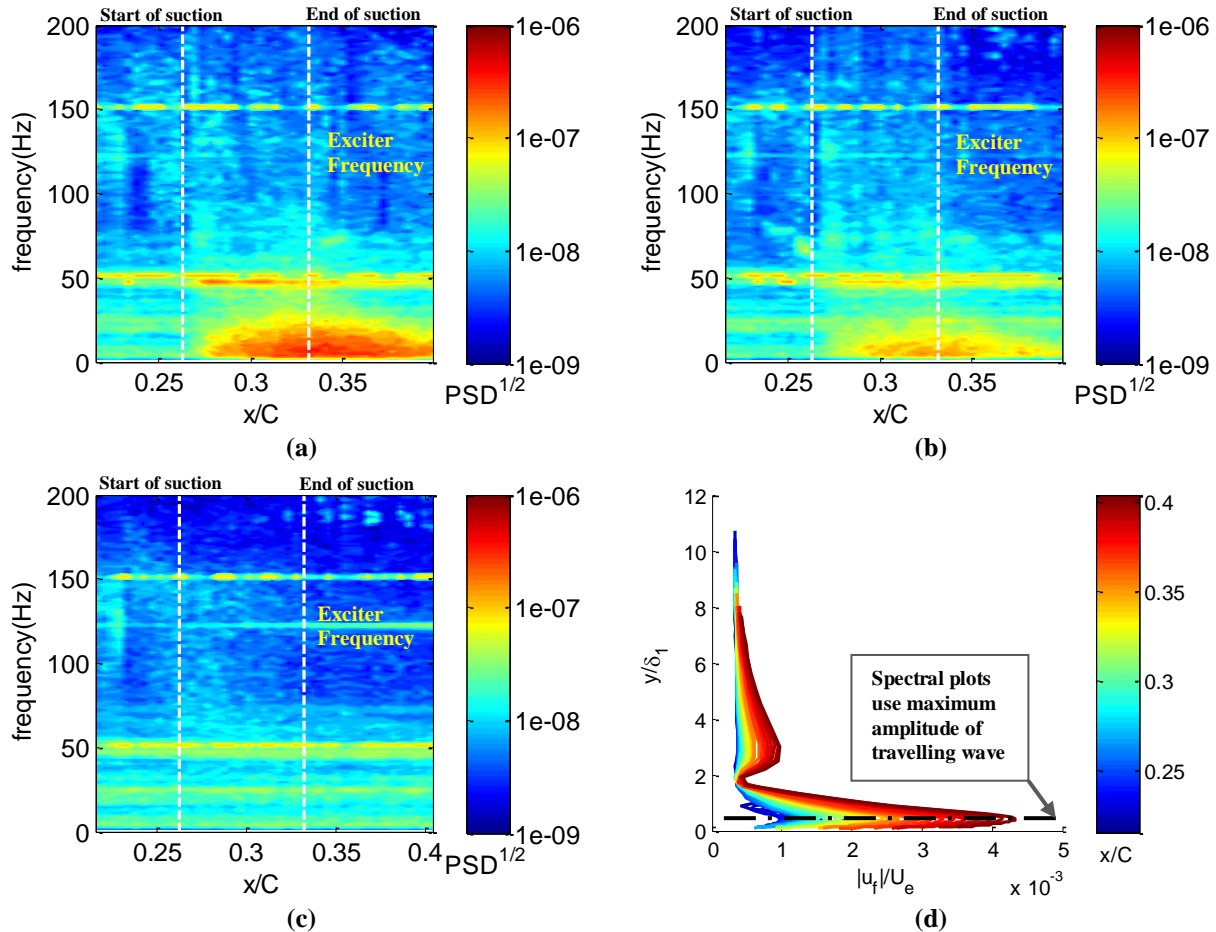 Start of suction
End of suction
200
150
100
50
0
frequency(Hz)
0.25
0.3
0.35
x/C
Exciter
Frequency
1e-06
1e-07
1e-08
1e-09
PSD1/2
(a)
Start of suction
End of suction
200
150
100
50
0
frequency(Hz)
0.25
0.3
0.35
x/C
Exciter
Frequency
1e-06
1e-07
1e-08
1e-09
PSD1/2
(b)
Start of suction
End of suction
200
150
100
50
0
frequency(Hz)
0.25
0.3
0.35
0.4
x/C
Exciter
Frequency
1e-06
1e-07
1e-08
1e-09
PSD1/2
(c)
12
10
8
6
4
2
0
y/δ1
0
1
2
3
4
5
x 10-3
|uf|/Ue
Spectral plots
use maximum
amplitude of
travelling wave
0.4
0.35
0.3
0.25
x/C
(d)